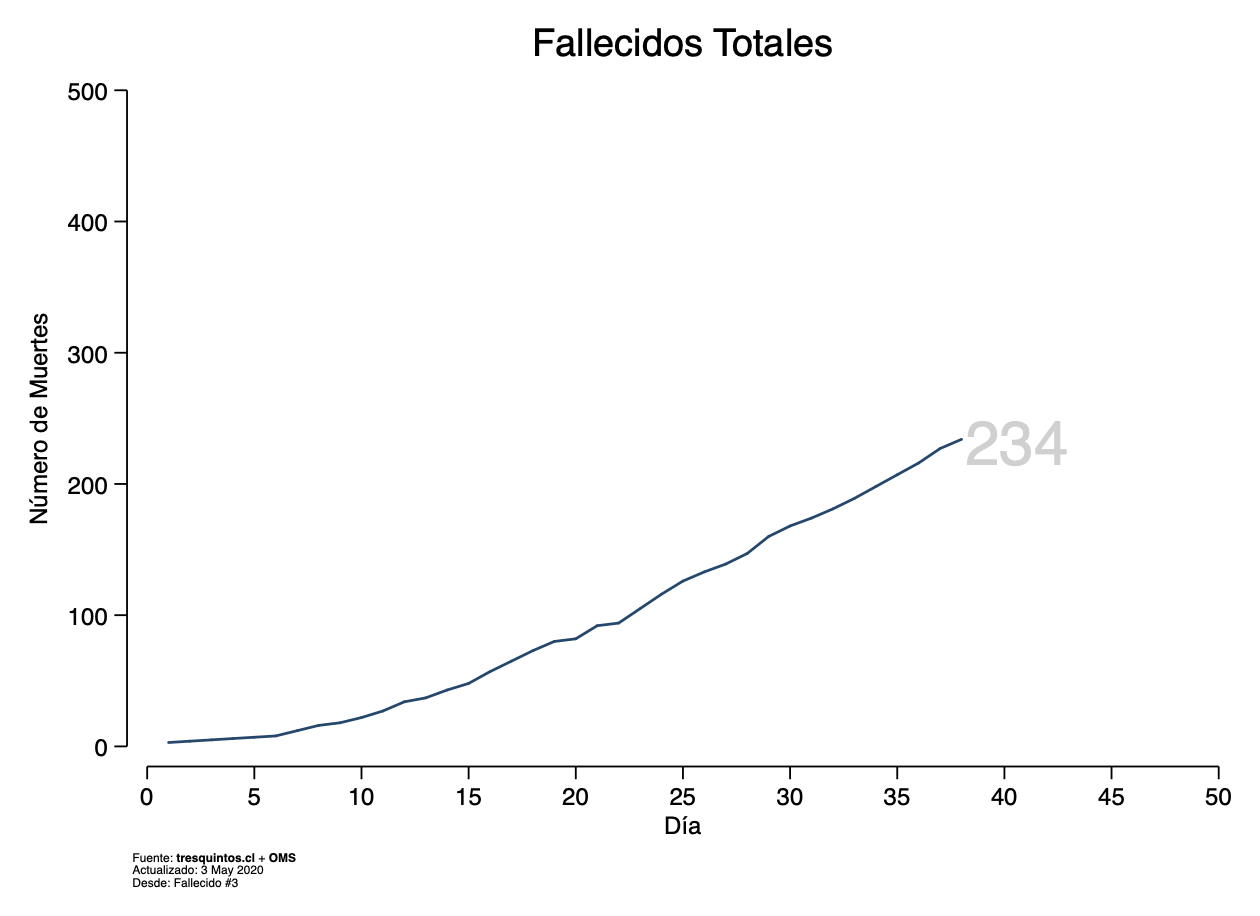 Fallecidos Totales
500
400
300
200
100
0
Número de Muertes
234
0 5 10 15 20 25 30 35 40 45 50
Día
Fuente: tresquintos.cl + OMS
Actualizado: 3 May 2020
Desde: Fallecido #3